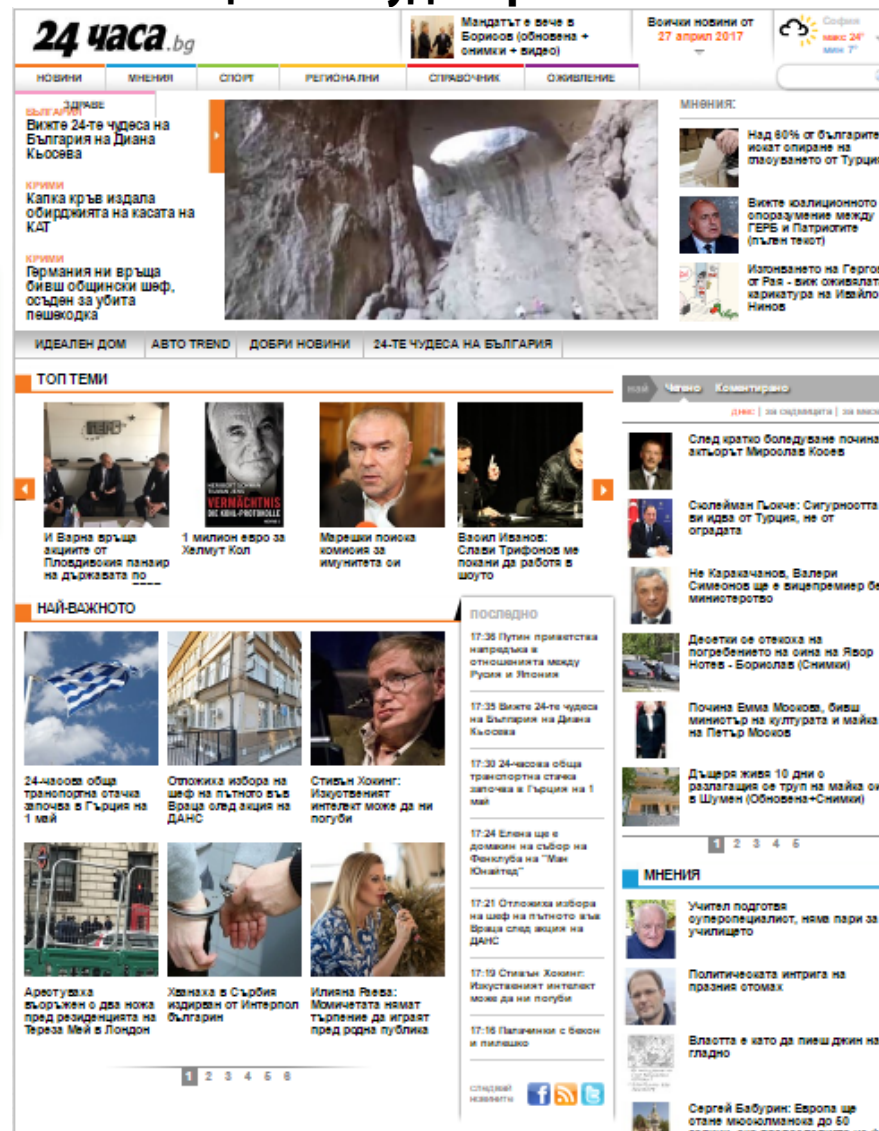 24 часа.bg
Мандатът е вече в
Борисов (обновена +
снимки + видео)
Всички новини от
27 април 2017
София
макс 24°
мин 7°
НОВИНИ
МНЕНИЯ
СПОРТ
РЕГИОНАЛНИ
СПРАВОЧНИК
ОЖИВЛЕНИЕ
ЗДРАВЕ
БЪЛГАРИЯ
Вижте 24-те чудеса на
България на Диана
Кьосева
КРИМИ
Капка кръв издала
обирджията на касата на
КАТ
КРИМИ
Германия ни връща
бивш общински шеф,
осъден за убита
пешеходка
МНЕНИЯ:
Над 60% от българите
искат спиране на
гласуването от Турция
Вижте коалиционното
споразумение между
ГЕРБ и Патриотите
(пълен текст)
Изгонването на Гергов
от Рая - виж оживялата
карикатура на Ивайло
Нинов
ИДЕАЛЕН ДОМ
АВТО TREND
ДОБРИ НОВИНИ
24-ТЕ ЧУДЕСА НА БЪЛГАРИЯ
ТОП ТЕМИ
И Варна връща
акциите от
Пловдивския панаир
на държавата по
HERIBERT SCHWAN
TILMAN JENS
VERMÄCHTNIS
DIE KOHL-PROTOKOLLE
1 милион евро за
Хелмут Кол
Марешки поиска
комисия за
имунитета си
Васил Иванов:
Слави Трифонов ме
покани да работя в
шоуто
най
Четено
Коментирано
днес | за седмицата |
След кратко боледуване почина
актьорът Мирослав Косев
Сюлейман Гьокче: Сигурността
ви идва от Турция, не от
оградата
Не Каракачанов, Валери
Симеонов ще е вицепремиер
министерство
Десетки се стекоха на
погребението на сина на Явор
Нотев - Борислав (Снимки)
Почина Емма Москова, бивш
министър на културата и майка
на Петър Москов
Дъщеря живя 10 дни с
разлагащия се труп на майка си
в Шумен (Обновена+Снимки)
1 2 3 4 5
НАЙ-ВАЖНОТО
24-часова обща
транспортна стачка
започва в Гърция на
1 май
Отложиха избора на
шеф на пътното във
Враца след акция на
ДАНС
Стивън Хокинг:
Изкуственият
интелект може да ни
погуби
Арестуваха
въоръжен с два ножа
пред резиденцията на
Тереза Мей в Лондон
Хванаха в Сърбия
издирван от Интерпол
българин
Илияна Раева:
Момичетата нямат
търпение да играят
пред родна публика
1 2 3 4 5 6
последно
17:36 Путин приветства
напредъка в
отношенията между
Русия и Япония
17:35 Вижте 24-те чудеса
на България на Диана
Кьосева
17:30 24-часова обща
транспортна стачка
започва в Гърция на 1
май
17:24 Елена ще е
домакин на събор на
Фенклуба на "Ман
Юнайтед"
17:21 Отложиха избора
на шеф на пътното във
Враца след акция на
ДАНС
17:19 Стивън Хокинг:
Изкуственият интелект
може да ни погуби
17:16 Палачинки с бекон
и пилешко
следвай
новините
МНЕНИЯ
Учител подготвя
суперспециалист, няма пари за
училището
Политическата интрига на
празния стомах
Властта е като да пиеш джин на
гладно
Сергей Бабурин: Европа ще
стане мюсюлманска до 50